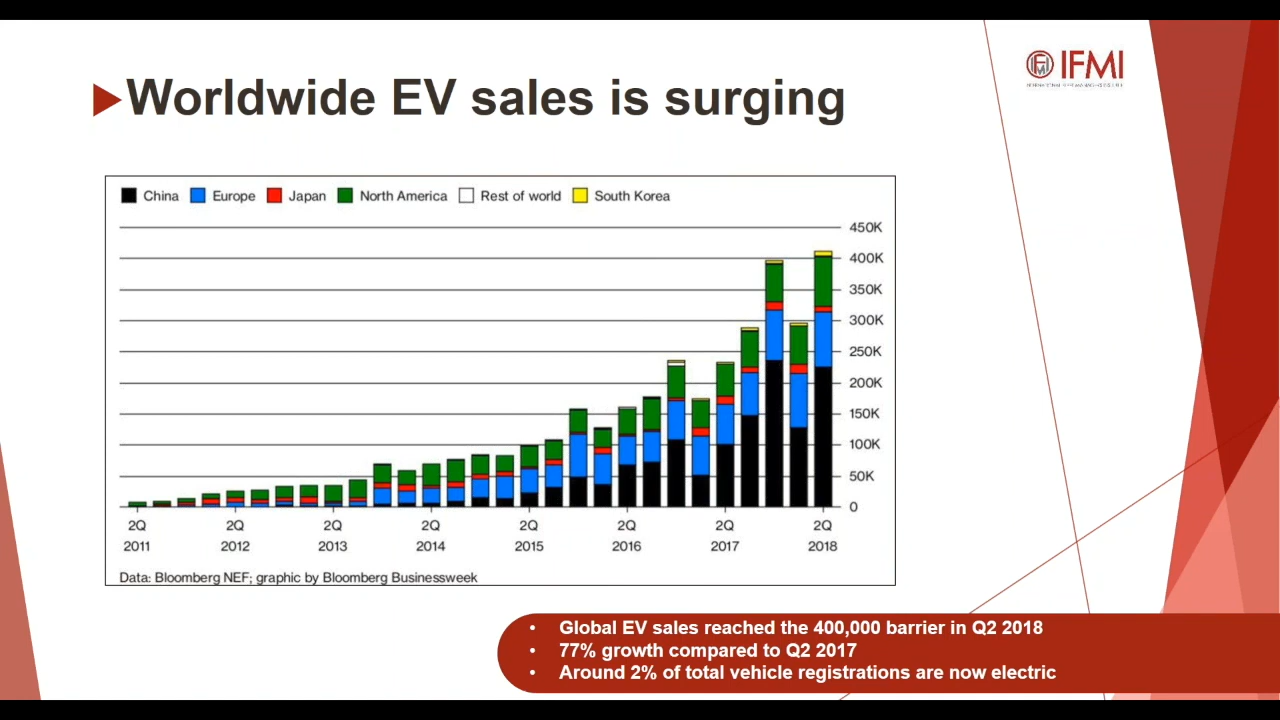 IFMI
Worldwide EV sales is surging
China Europe Japan North America Rest of world South Korea
450K
400K
350K
300K
250K
200K
150K
100K
50K
0
2Q 2Q 2Q 2Q 2Q 2Q 2Q 2Q
2011 2012 2013 2014 2015 2016 2017 2018
Data: Bloomberg NEF; graphic by Bloomberg Businessweek
• Global EV sales reached the 400,000 barrier in Q2 2018
• 77% growth compared to Q2 2017
• Around 2% of total vehicle registrations are now electric